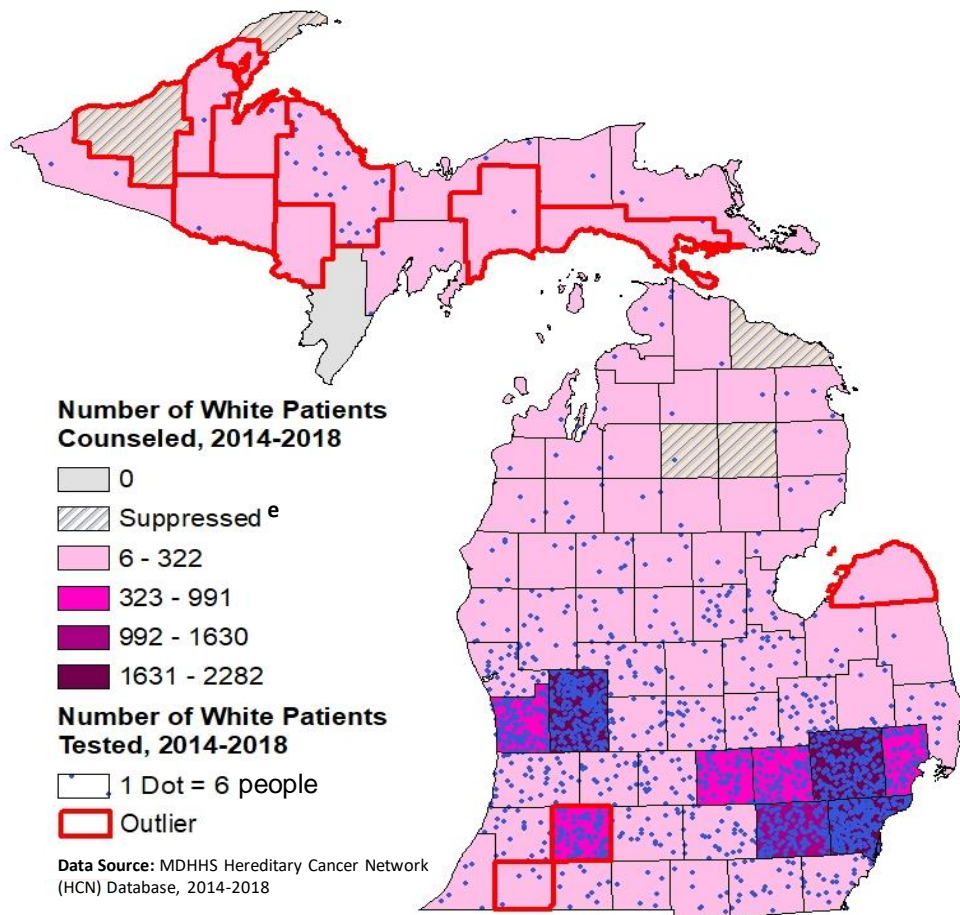 Number of White Patients
Counseled, 2014-2018
0
Suppressed e
6 - 322
323 - 991
992 - 1630
1631 - 2282
Number of White Patients
Tested, 2014-2018
1 Dot = 6 people
Outlier
Data Source: MDHHS Hereditary Cancer Network
(HCN) Database, 2014-2018